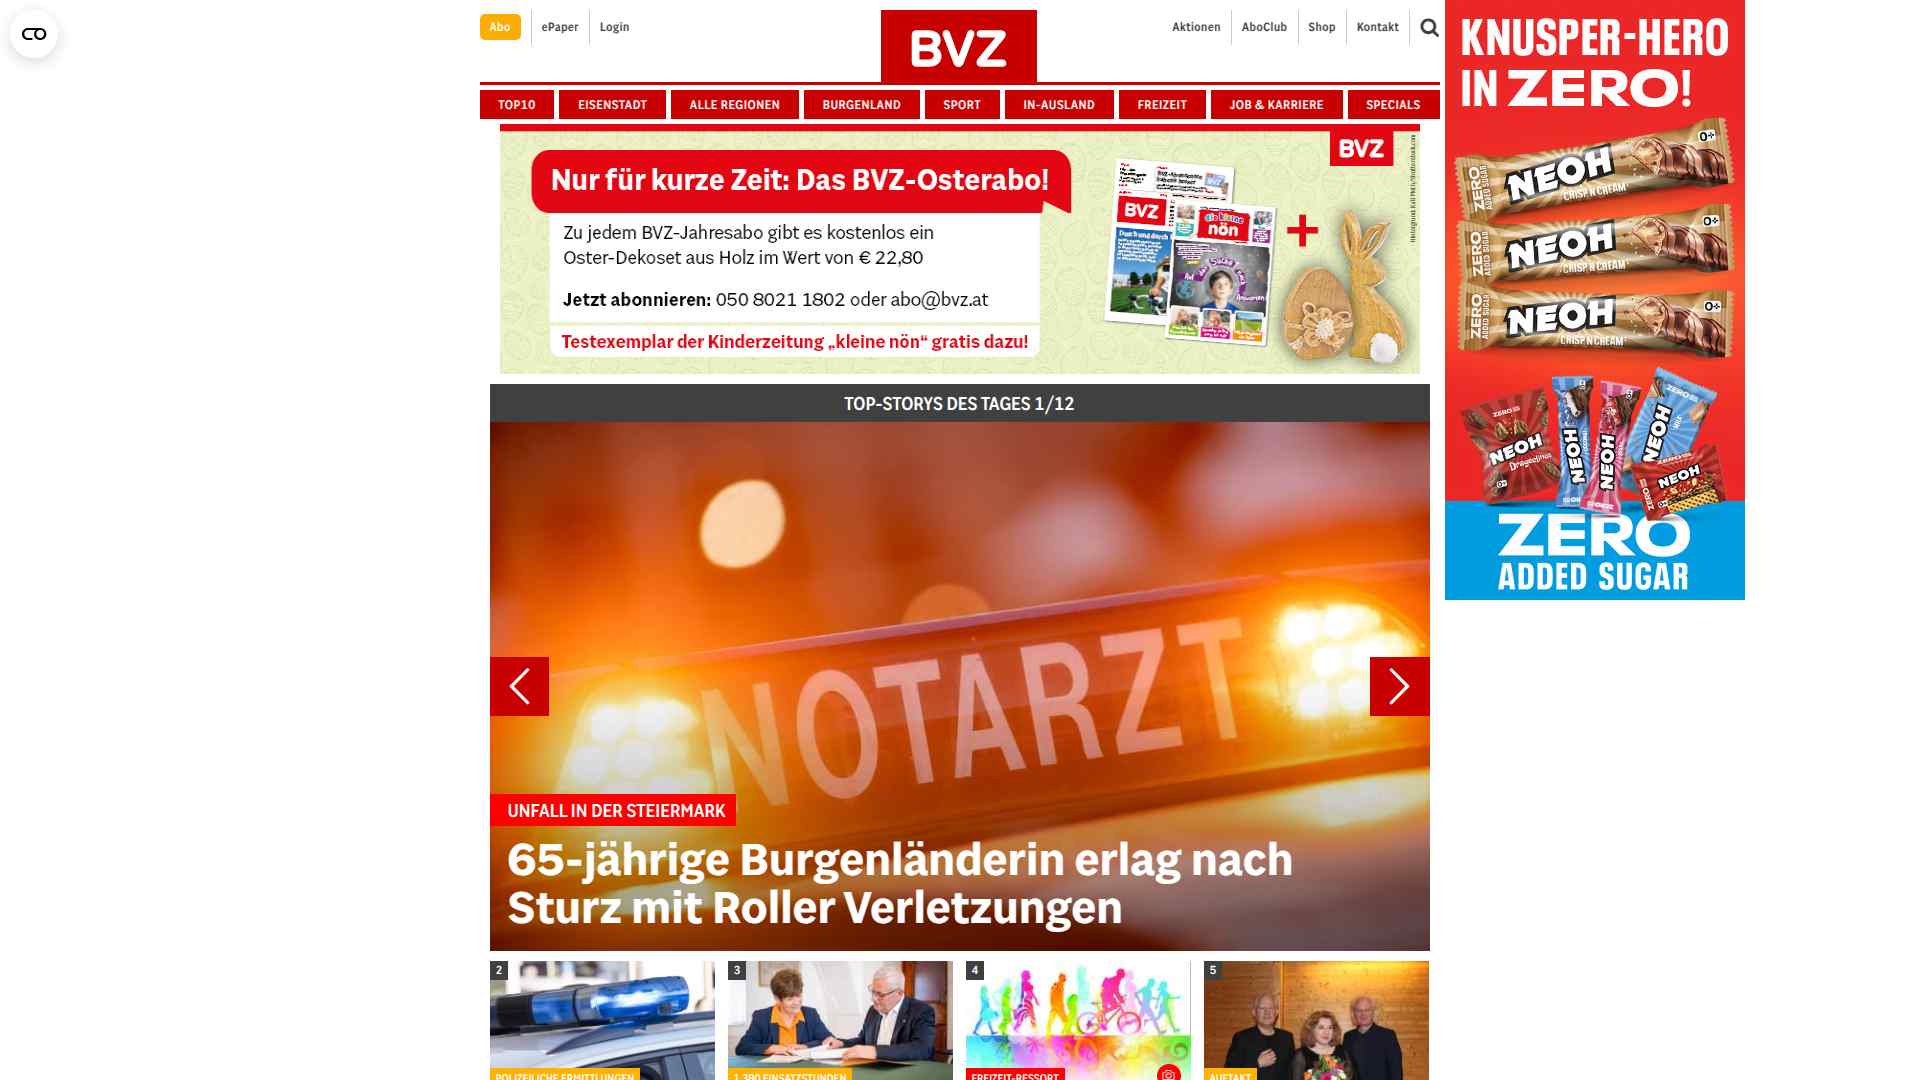 Abo
ePaper
Login
BVZ
Aktionen
AboClub
Shop
Kontakt
TOP10
EISENSTADT
ALLE REGIONEN
BURGENLAND
SPORT
IN-AUSLAND
FREIZEIT
JOB & KARRIERE
SPECIALS
Nur für kurze Zeit: Das BVZ-Osterabo!
Zu jedem BVZ-Jahresabo gibt es kostenlos ein
Oster-Dekoset aus Holz im Wert von € 22,80
Jetzt abonnieren: 050 8021 1802 oder abo@bvz.at
Testexemplar der Kinderzeitung „kleine nön“ gratis dazu!
BVZ
BVZ
die kleine
nön
+
KNUSPER-HERO
IN ZERO!
ZERO
ADDED SUGAR
NEOH
CRISP N CREAM
ZERO
ADDED SUGAR
NEOH
CRISP N CREAM
ZERO
ADDED SUGAR
NEOH
CRISP N CREAM
NEOH
NEOH
NEOH
NEOH
NEOH
ZERO
ADDED SUGAR
TOP-STORYS DES TAGES 1/12
NOTARZT
UNFALL IN DER STEIERMARK
65-jährige Burgenländerin erlag nach
Sturz mit Roller Verletzungen
2
3
4
5
POLIZEILICHE ERMITTLUNGEN
1.380 EINSATZSTUNDEN
FREIZEIT-RESSORT
AUFTAKT